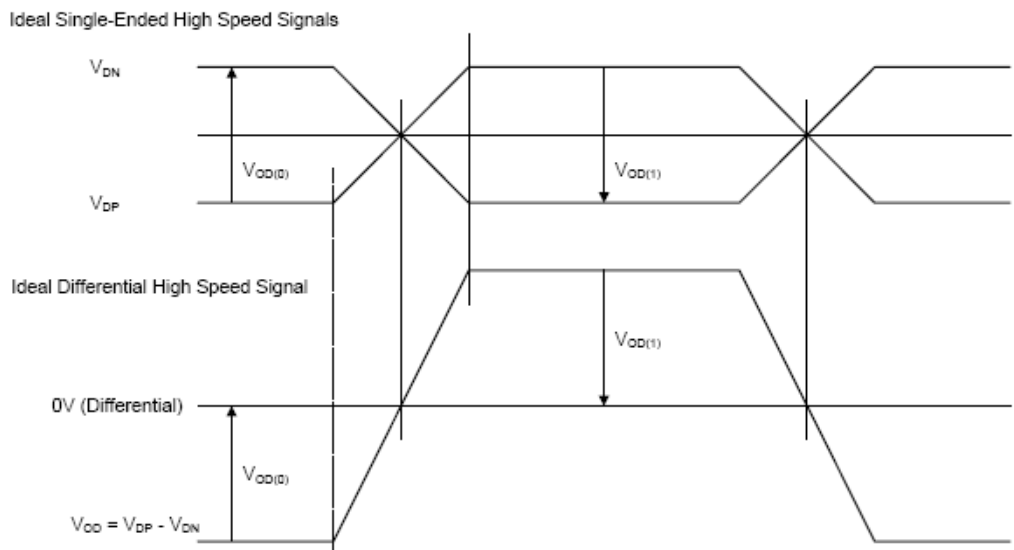 Ideal Single-Ended High Speed Signals
VDN
VOD(0)
VOD(1)
VDP
Ideal Differential High Speed Signal
VOD(1)
0V (Differential)
VOD(0)
VOD = VDP - VDN